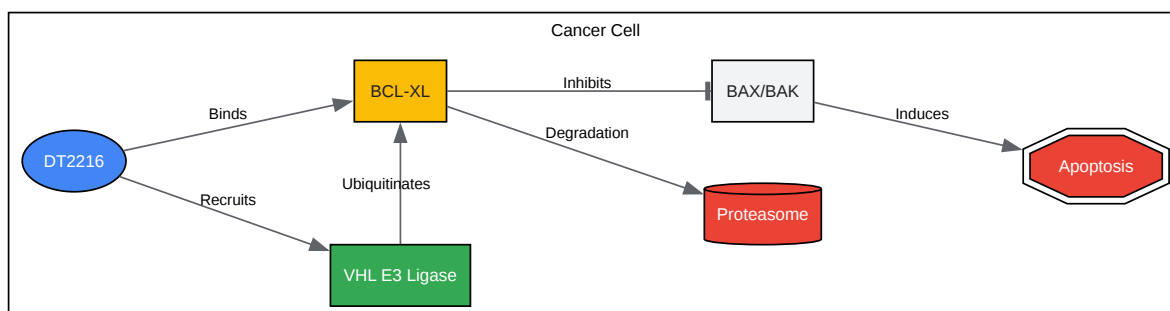 Cancer Cell
BCL-XL
Inhibits
BAX/BAK
Binds
Induces
Degradation
DT2216
Apoptosis
Ubiquitinates
Recruits
Proteasome
VHL E3 Ligase